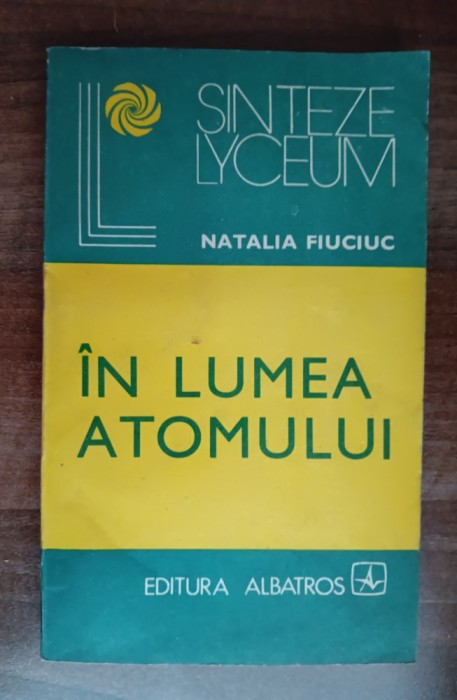 SINTEZE
LYCEUM
NATALIA FIUCIUC
ÎN LUMEA
ATOMULUI
EDITURA ALBATROS